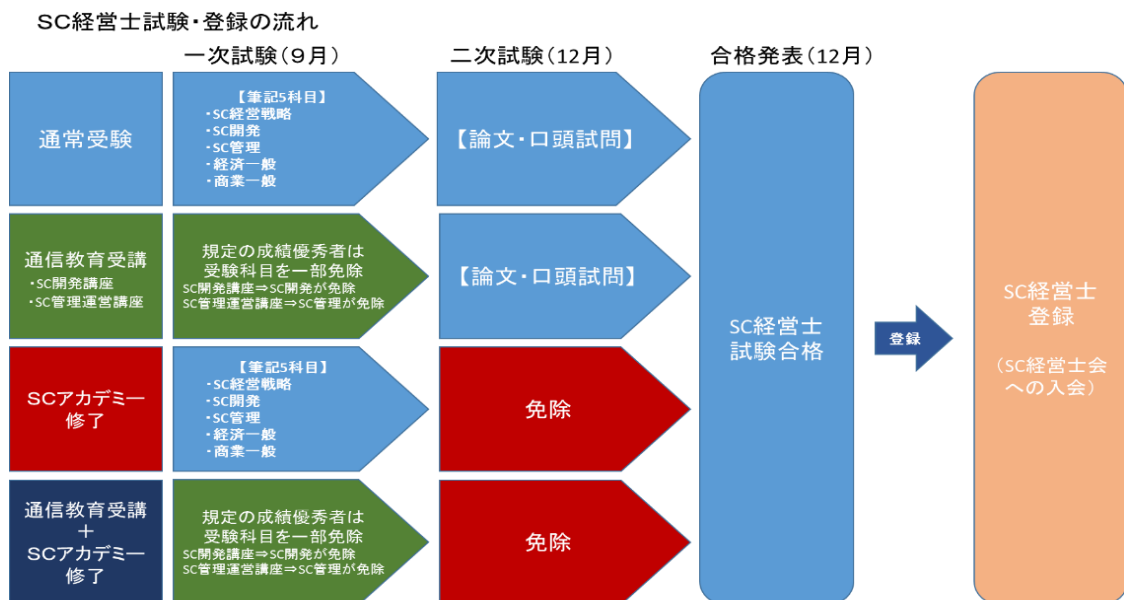 SC経営士試験・登録の流れ
一次試験(9月)
二次試験(12月)
合格発表(12月)
通常受験
【筆記5科目】
・SC経営戦略
・SC開発
・SC管理
・経済一般
・商業一般
【論文・口頭試問】
通信教育受講
・SC開発講座
・SC管理運営講座
規定の成績優秀者は
受験科目を一部免除
SC開発講座⇒SC開発が免除
SC管理運営講座⇒SC管理が免除
【論文・口頭試問】
SCアカデミー
修了
【筆記5科目】
・SC経営戦略
・SC開発
・SC管理
・経済一般
・商業一般
免除
通信教育受講
+
SCアカデミー
修了
規定の成績優秀者は
受験科目を一部免除
SC開発講座⇒SC開発が免除
SC管理運営講座⇒SC管理が免除
免除
SC経営士
試験合格
登録
SC経営士
登録
(SC経営士会
への入会)